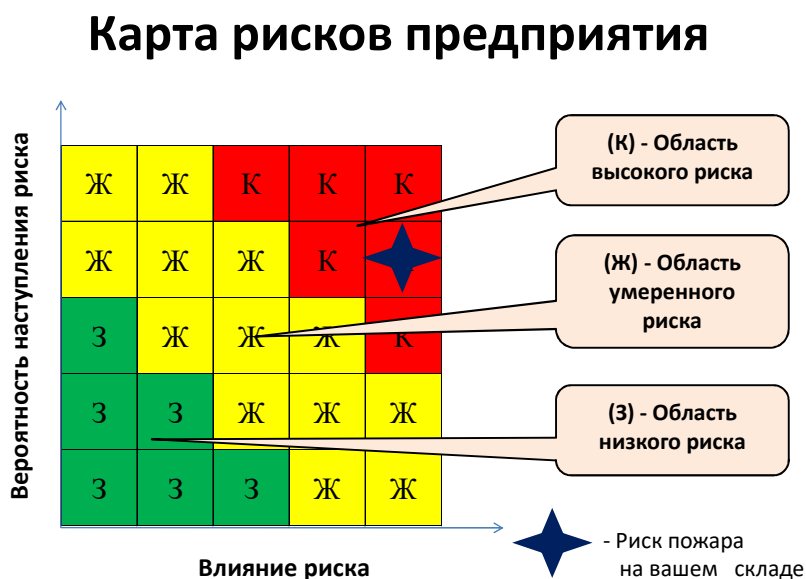 Карта рисков предприятия
Вероятность наступления риска
Ж Ж К К К
Ж Ж Ж К
З Ж Ж Ж К
З З Ж Ж Ж
З З З Ж Ж
Влияние риска
(К) - Область
высокого риска
(Ж) - Область
умеренного
риска
(З) - Область
низкого риска
- Риск пожара
на вашем складе